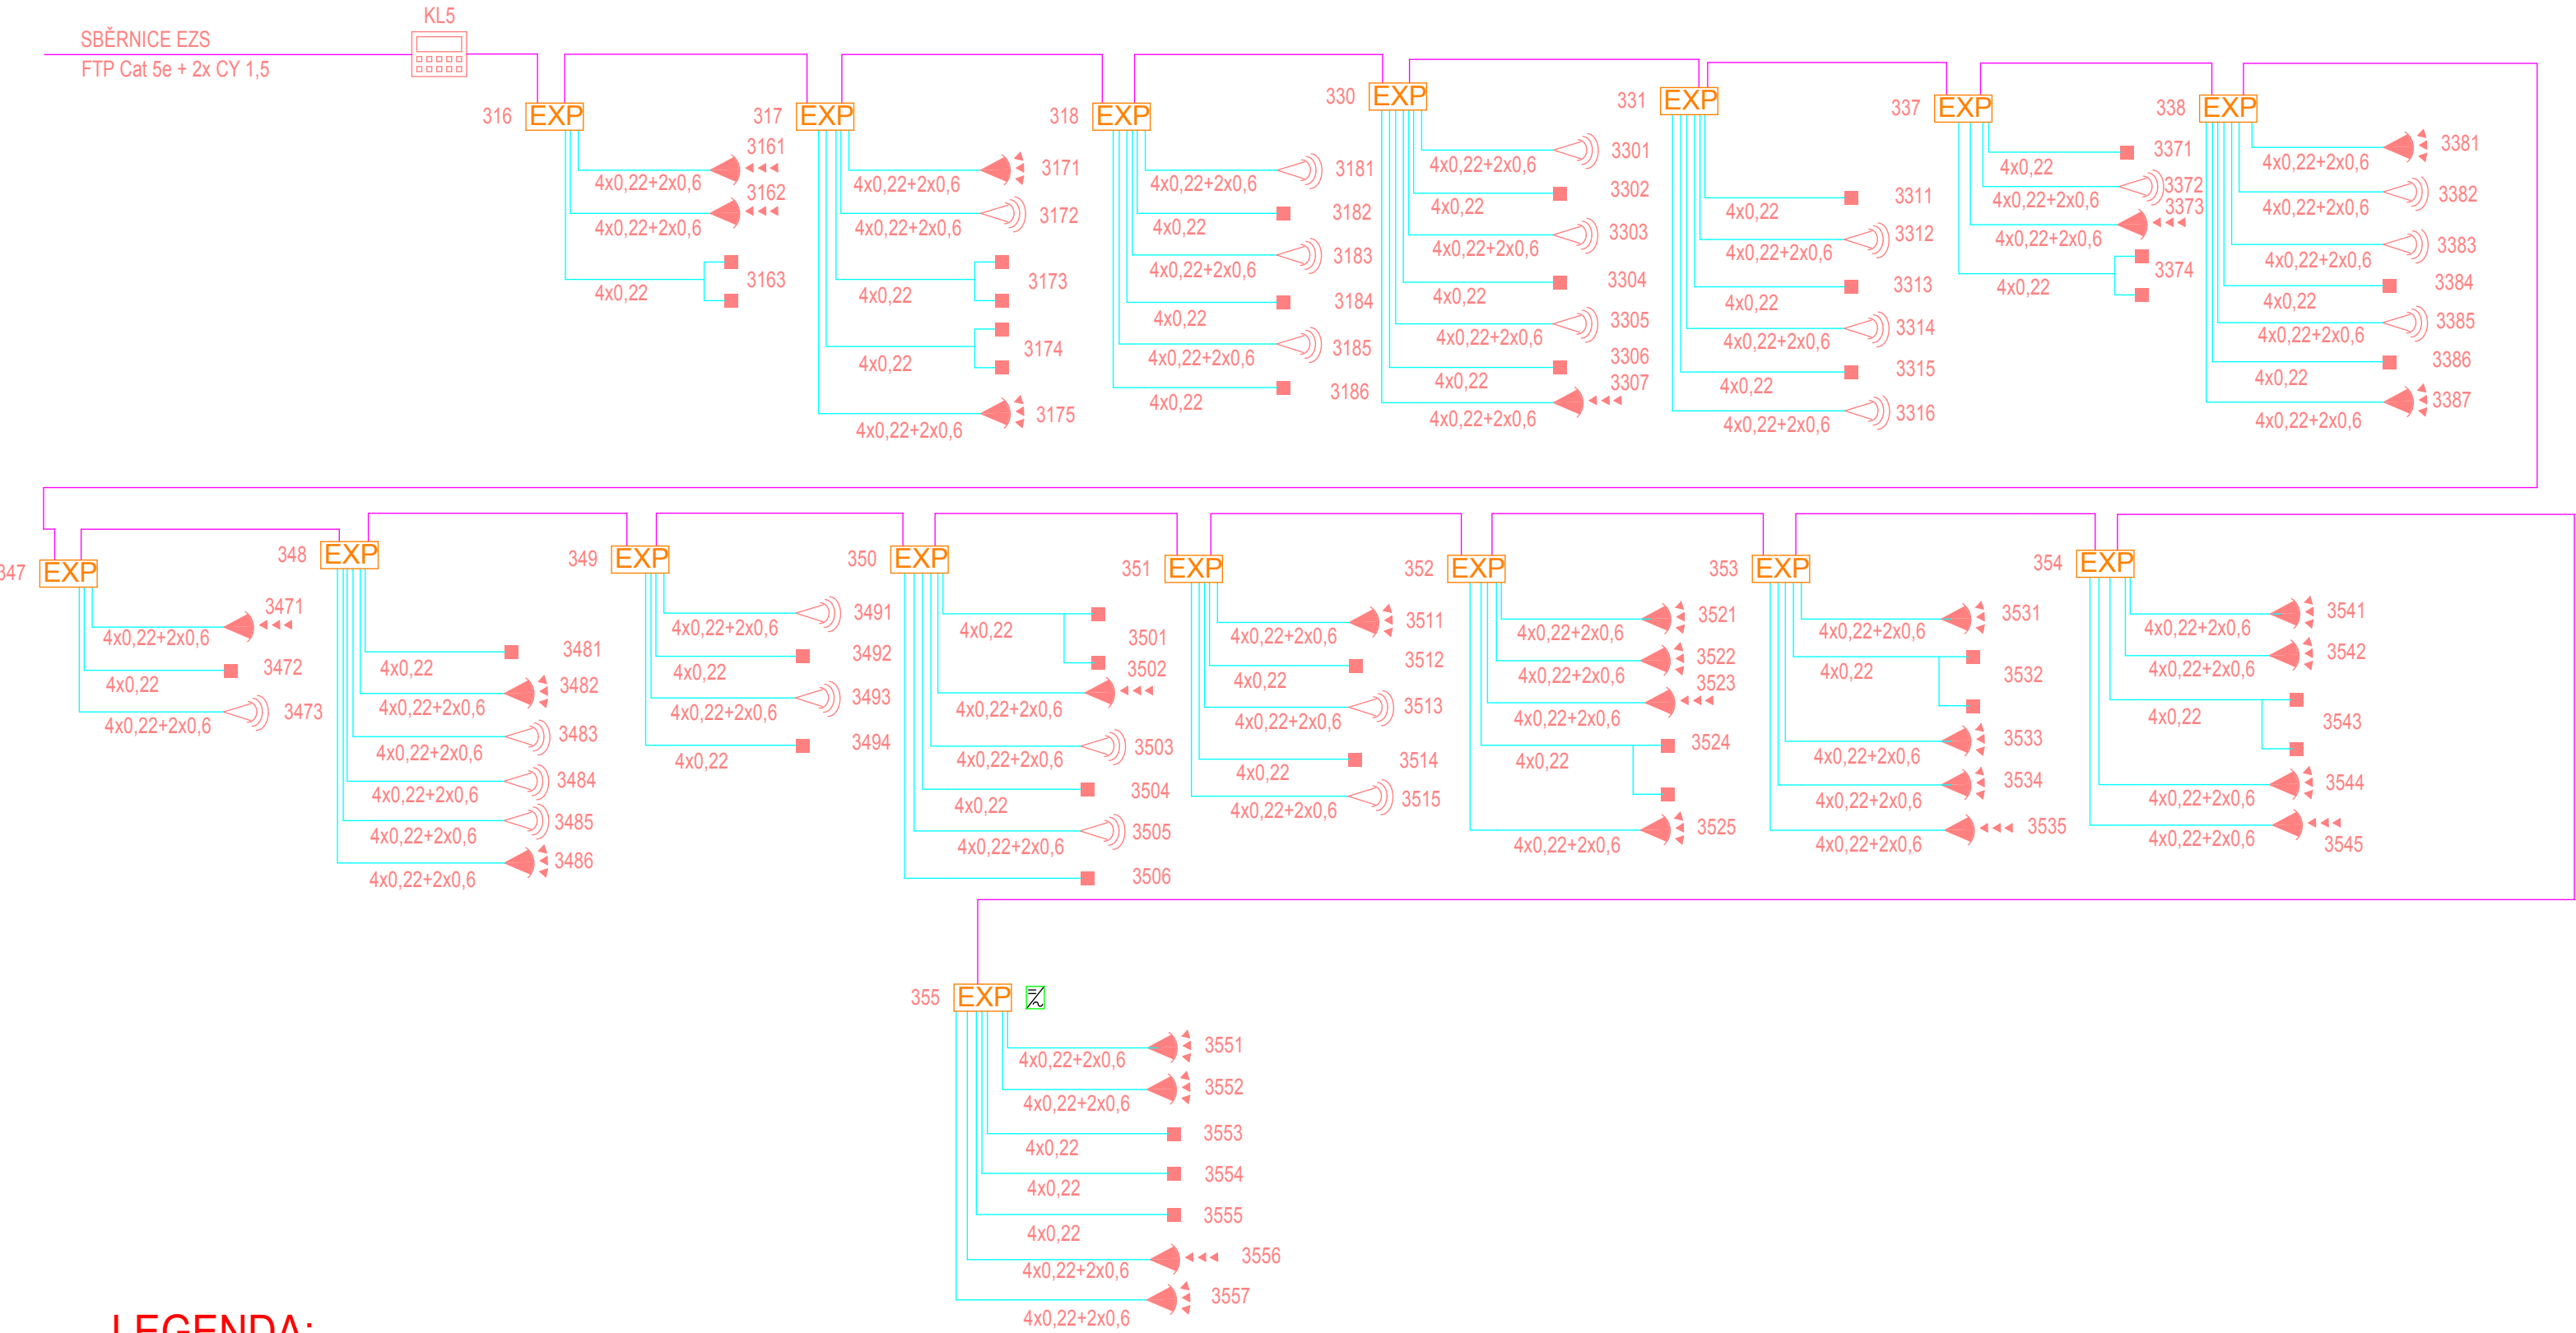 KL5
SBĚRNICE EZS
FTP Cat 5e + 2x CY 1,5
316 EXP
3161
4x0,22+2x0,6
3162
4x0,22+2x0,6
3163
4x0,22
317 EXP
3171
4x0,22+2x0,6
3172
4x0,22+2x0,6
3173
4x0,22
3174
4x0,22
3175
4x0,22+2x0,6
318 EXP
3181
4x0,22+2x0,6
3182
4x0,22
3183
4x0,22+2x0,6
3184
4x0,22
3185
4x0,22+2x0,6
3186
4x0,22
330 EXP
3301
4x0,22+2x0,6
3302
4x0,22
3303
4x0,22+2x0,6
3304
4x0,22
3305
4x0,22+2x0,6
3306
4x0,22
3307
4x0,22+2x0,6
331 EXP
3311
4x0,22
3312
4x0,22+2x0,6
3313
4x0,22
3314
4x0,22+2x0,6
3315
4x0,22
3316
4x0,22+2x0,6
337 EXP
3371
4x0,22
3372
4x0,22+2x0,6
3373
4x0,22+2x0,6
3374
4x0,22
338 EXP
3381
4x0,22+2x0,6
3382
4x0,22+2x0,6
3383
4x0,22+2x0,6
3384
4x0,22
3385
4x0,22+2x0,6
3386
4x0,22
3387
4x0,22+2x0,6
347 EXP
3471
4x0,22+2x0,6
3472
4x0,22
3473
4x0,22+2x0,6
348 EXP
3481
4x0,22
3482
4x0,22+2x0,6
3483
4x0,22+2x0,6
3484
4x0,22+2x0,6
3485
4x0,22+2x0,6
3486
4x0,22+2x0,6
349 EXP
3491
4x0,22+2x0,6
3492
4x0,22
3493
4x0,22+2x0,6
3494
4x0,22
350 EXP
4x0,22
3501
3502
4x0,22+2x0,6
3503
4x0,22+2x0,6
3504
4x0,22
3505
4x0,22+2x0,6
3506
351 EXP
3511
4x0,22+2x0,6
3512
4x0,22
3513
4x0,22+2x0,6
3514
4x0,22
3515
4x0,22+2x0,6
352 EXP
3521
4x0,22+2x0,6
3522
4x0,22+2x0,6
3523
4x0,22+2x0,6
3524
4x0,22
3525
4x0,22+2x0,6
353 EXP
3531
4x0,22+2x0,6
4x0,22
3532
3533
4x0,22+2x0,6
3534
4x0,22+2x0,6
3535
4x0,22+2x0,6
354 EXP
3541
4x0,22+2x0,6
3542
4x0,22+2x0,6
4x0,22
3543
3544
4x0,22+2x0,6
4x0,22+2x0,6
3545
355 EXP
3551
4x0,22+2x0,6
3552
4x0,22+2x0,6
3553
4x0,22
3554
4x0,22
3555
4x0,22
3556
4x0,22+2x0,6
3557
4x0,22+2x0,6
LEGENDA: